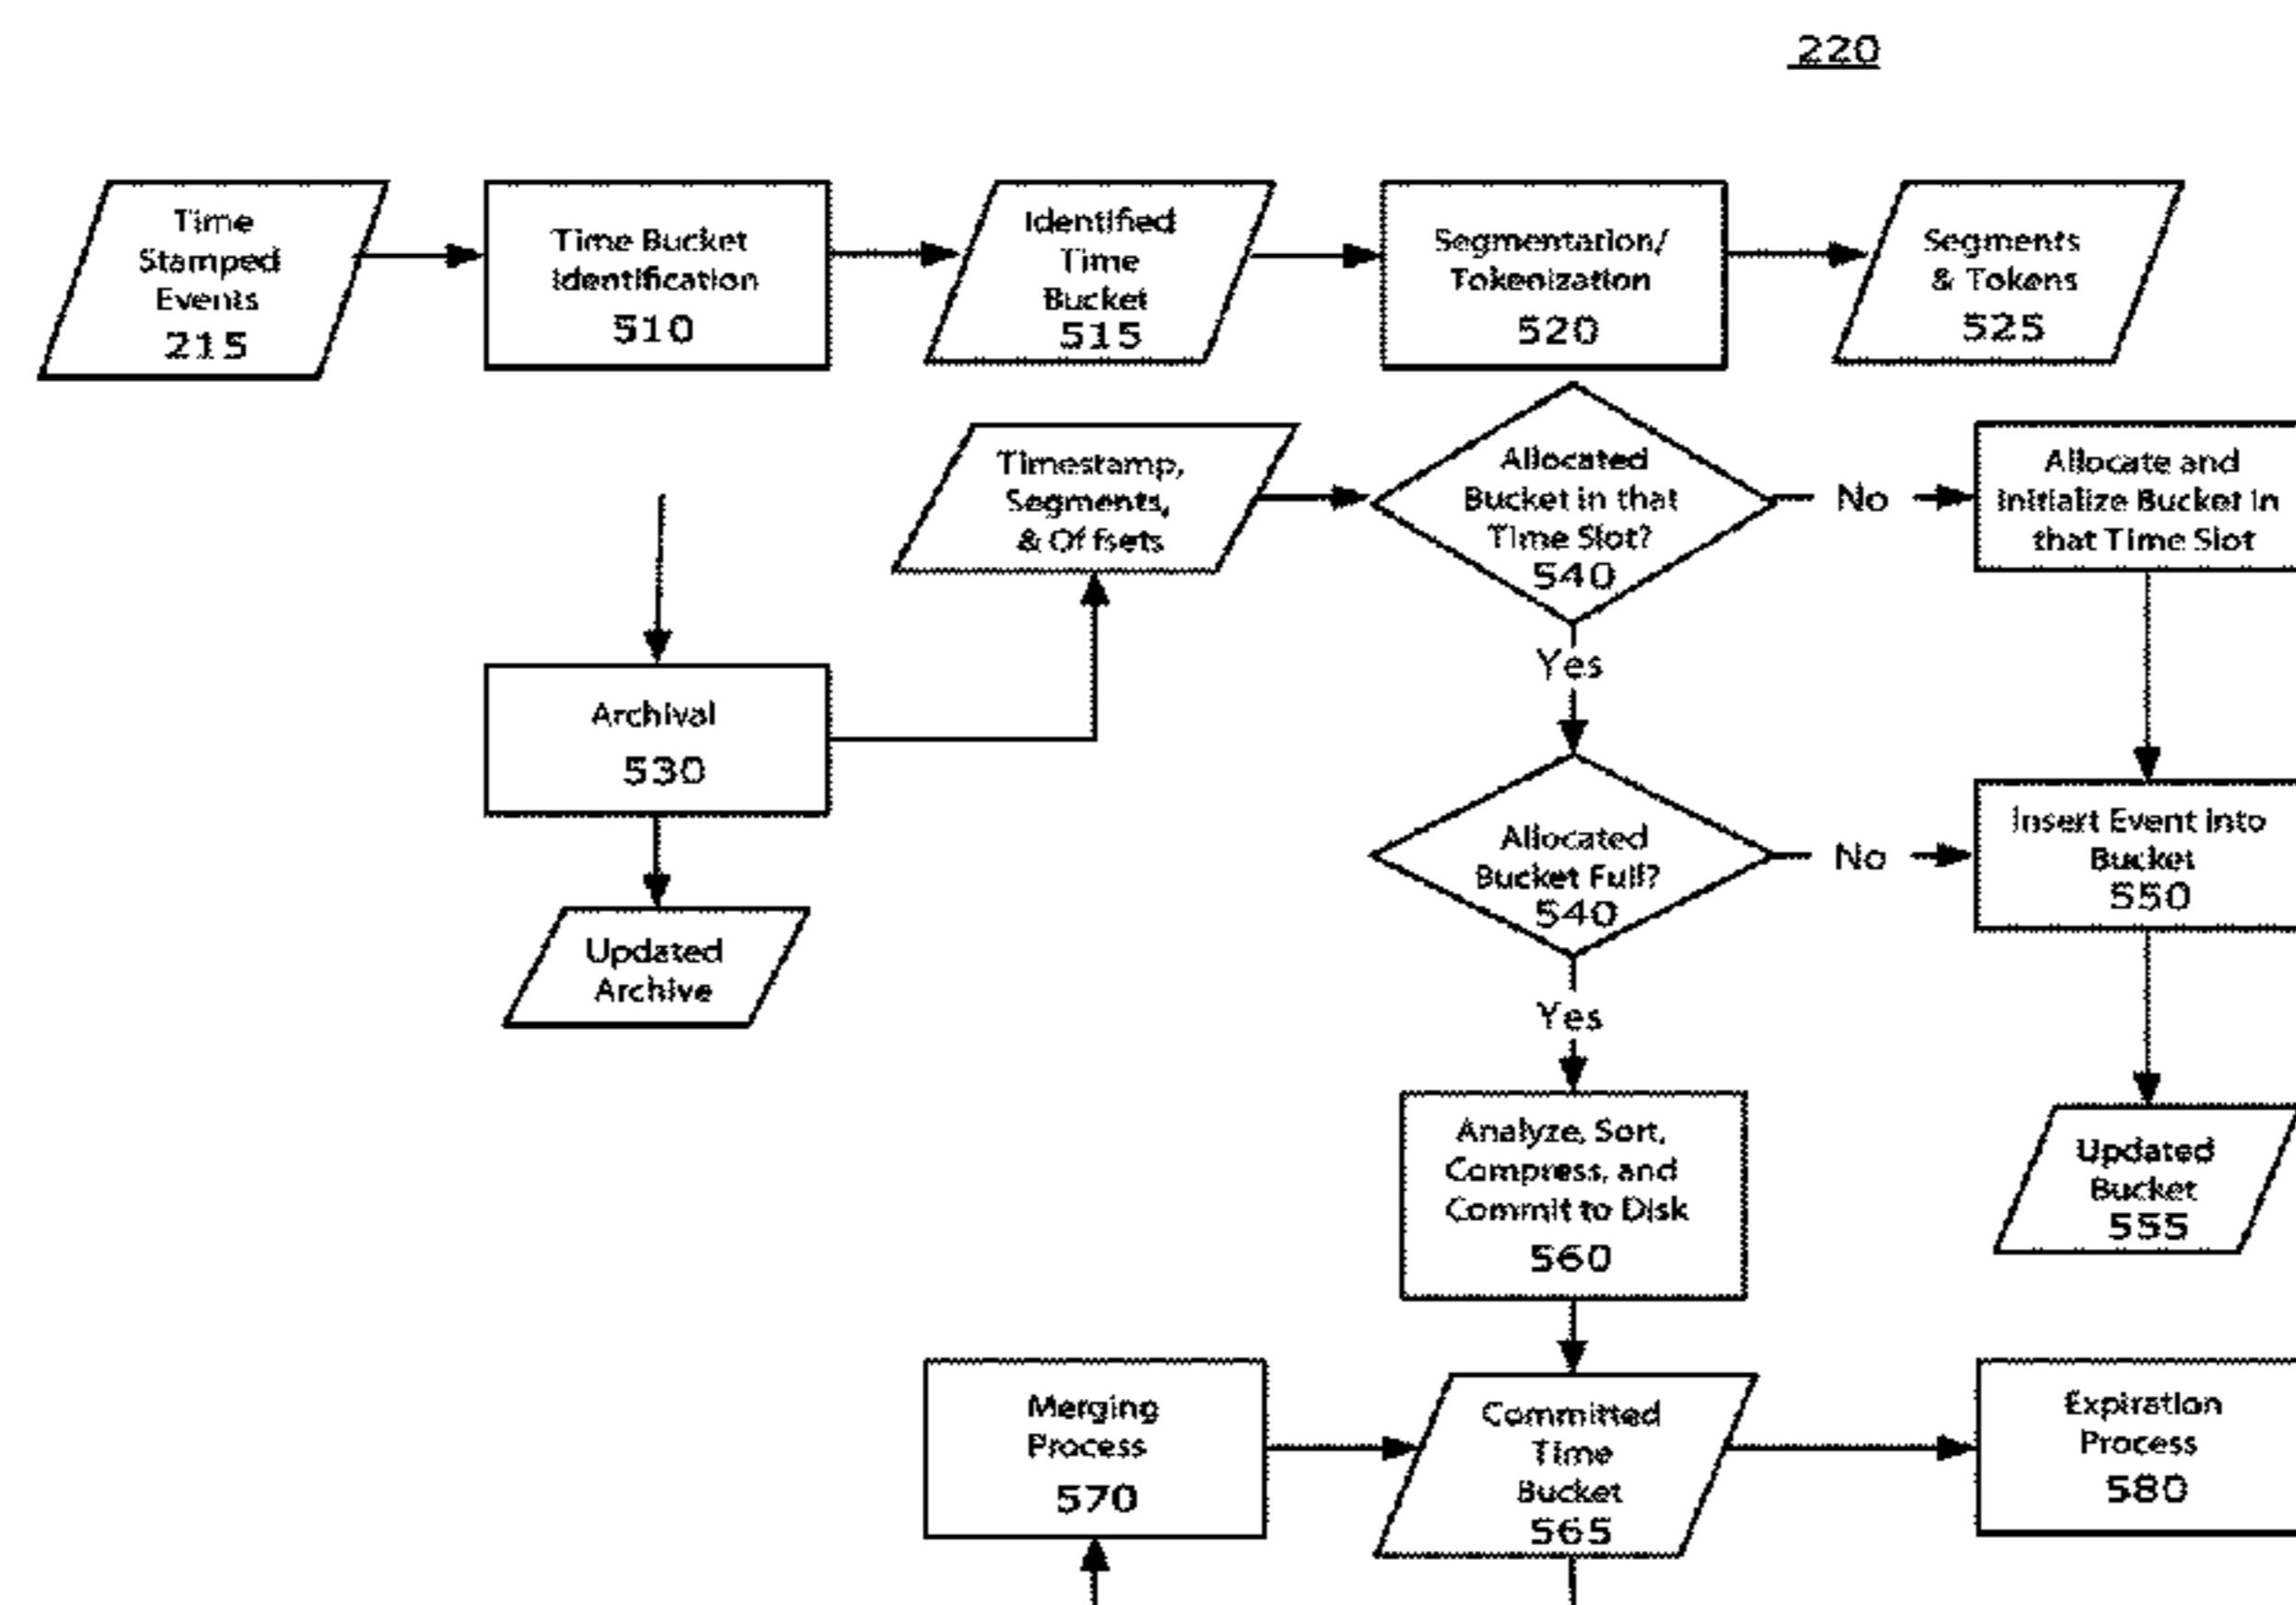 220
Time
Stamped
Events
215
Time Bucket
Identification
510
Identified
Time
Bucket
515
Segmentation/
Tokenization
520
Segments
& Tokens
525
Timestamp,
Segments,
& Offsets
Allocated
Bucket in that
Time Slot?
540
No
Allocate and
Initialize Bucket in
that Time Slot
Yes
Archival
530
Allocated
Bucket Full?
540
No
Insert Event into
Bucket
550
Updated
Archive
Yes
Analyze, Sort,
Compress, and
Commit to Disk
560
Updated
Bucket
555
Merging
Process
570
Committed
Time
Bucket
565
Expiration
Process
580